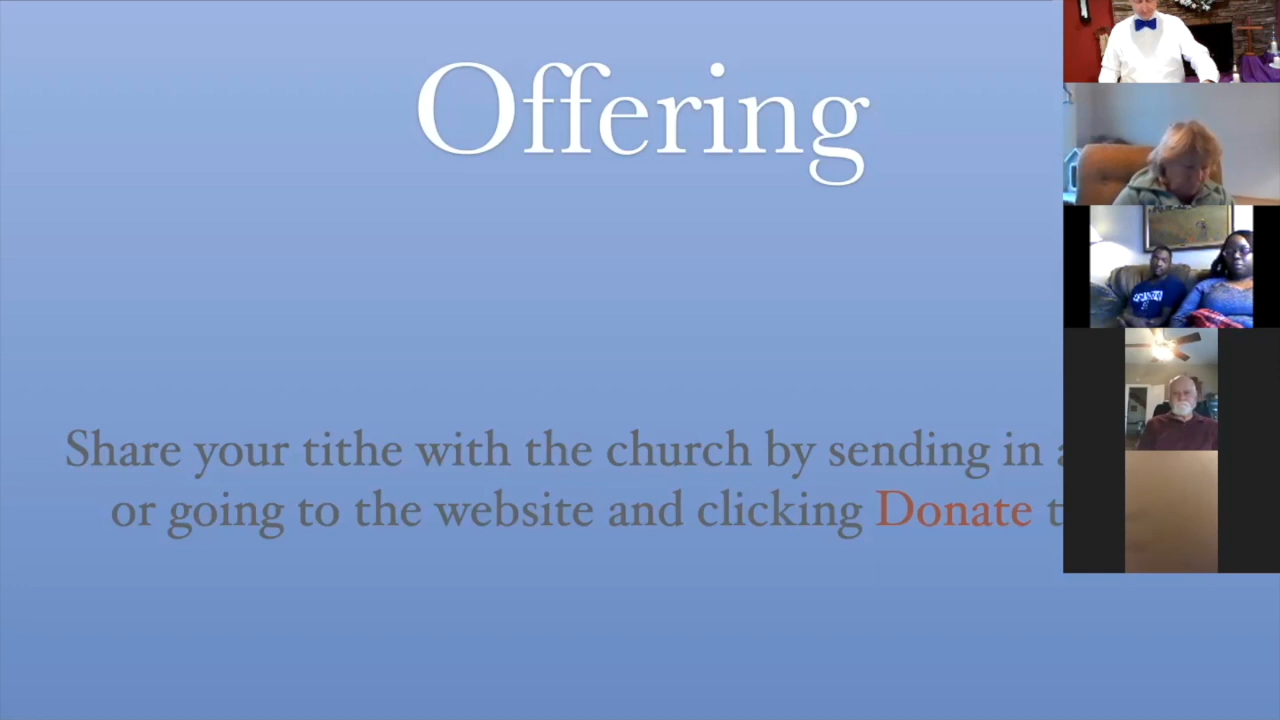 Offering
Share your tithe with the church by sending in
or going to the website and clicking Donate